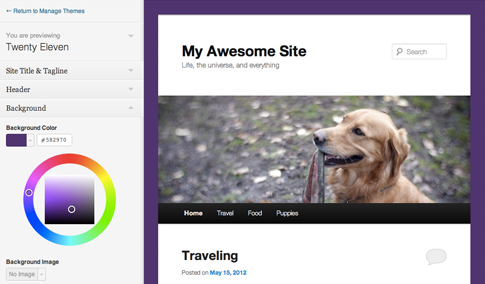 ← Return to Manage Themes
You are previewing
Twenty Eleven
Site Title & Tagline
Header
Background
Background Color
#582970
Background Image
No Image
My Awesome Site
Life, the universe, and everything
Search
Home Travel Food Puppies
Traveling
Posted on May 15, 2012